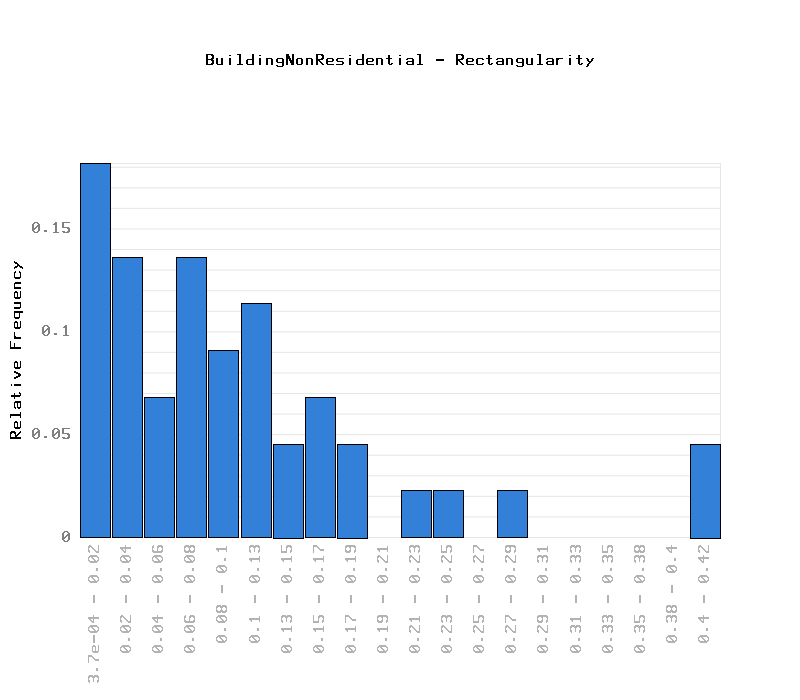 BuildingNonResidential - Rectangularity
Relative Frequency
0.15
0.1
0.05
0
3.7e-04 - 0.02
0.02 - 0.04
0.04 - 0.06
0.06 - 0.08
0.08 - 0.1
0.1 - 0.13
0.13 - 0.15
0.15 - 0.17
0.17 - 0.19
0.19 - 0.21
0.21 - 0.23
0.23 - 0.25
0.25 - 0.27
0.27 - 0.29
0.29 - 0.31
0.31 - 0.33
0.33 - 0.35
0.35 - 0.38
0.38 - 0.4
0.4 - 0.42